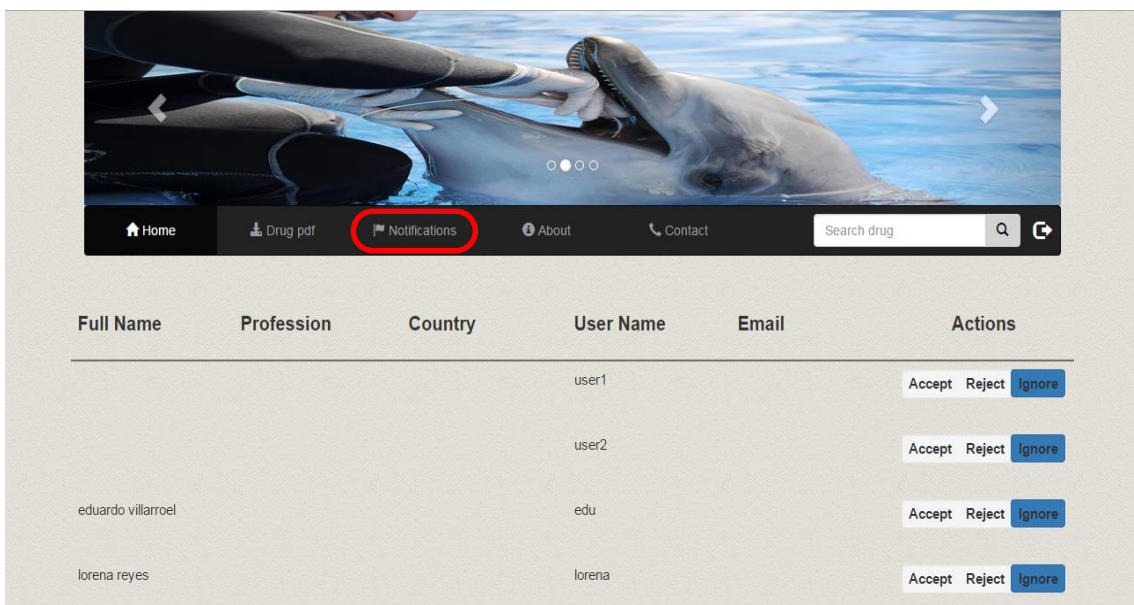 Home Drug pdf Notifications About Contact Search drug
Full Name Profession Country User Name Email Actions
user1 Accept Reject Ignore
user2 Accept Reject Ignore
eduardo villarroel edu Accept Reject Ignore
lorena reyes lorena Accept Reject Ignore